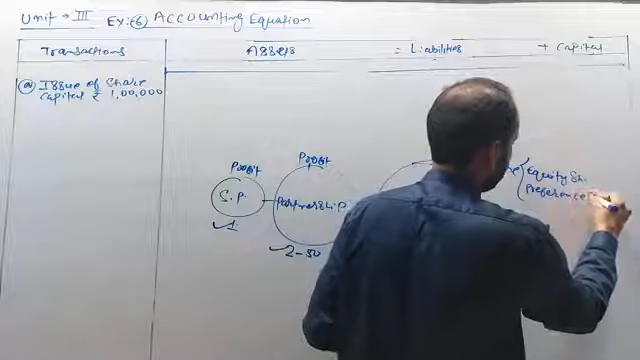 Unit → III Ex:(6) Accounting Equation
Transactions Assets = Liabilities + Capital
(a) Issue of Share
Capital ₹ 1,00,000
Profit Profit
S.P. Partnership
1 2-50
Equity Sh.
Preference